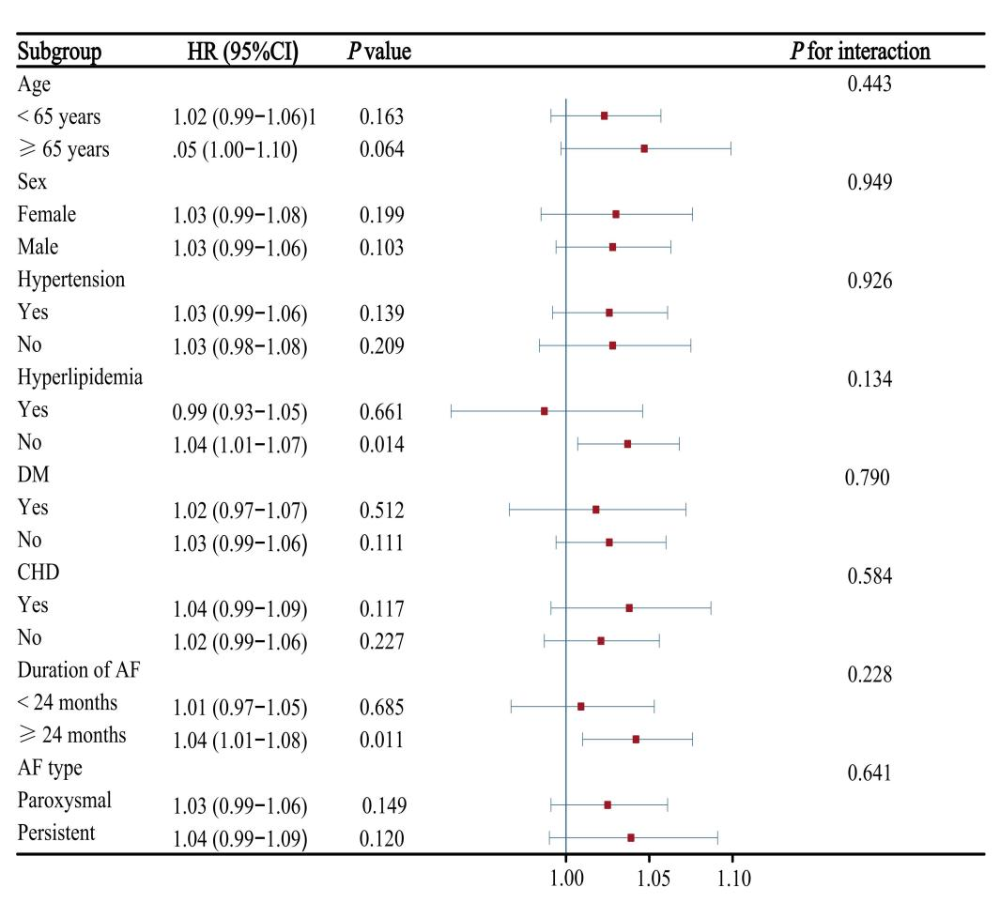 Subgroup HR (95%CI) P value P for interaction
Age 0.443
< 65 years 1.02 (0.99−1.06)1 0.163
⩾ 65 years .05 (1.00−1.10) 0.064
Sex 0.949
Female 1.03 (0.99−1.08) 0.199
Male 1.03 (0.99−1.06) 0.103
Hypertension 0.926
Yes 1.03 (0.99−1.06) 0.139
No 1.03 (0.98−1.08) 0.209
Hyperlipidemia 0.134
Yes 0.99 (0.93−1.05) 0.661
No 1.04 (1.01−1.07) 0.014
DM 0.790
Yes 1.02 (0.97−1.07) 0.512
No 1.03 (0.99−1.06) 0.111
CHD 0.584
Yes 1.04 (0.99−1.09) 0.117
No 1.02 (0.99−1.06) 0.227
Duration of AF 0.228
< 24 months 1.01 (0.97−1.05) 0.685
⩾ 24 months 1.04 (1.01−1.08) 0.011
AF type 0.641
Paroxysmal 1.03 (0.99−1.06) 0.149
Persistent 1.04 (0.99−1.09) 0.120
1.00 1.05 1.10